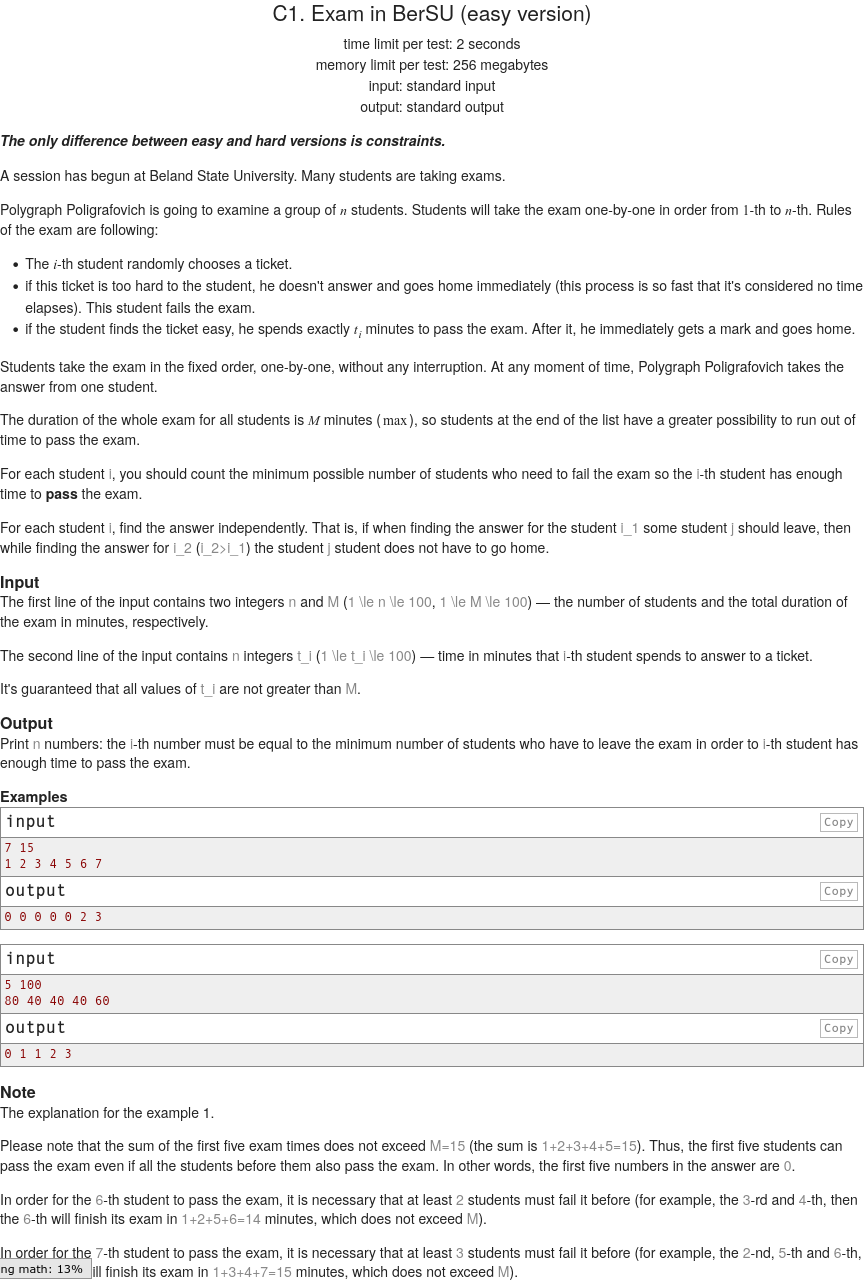 C1. Exam in BerSU (easy version)
time limit per test: 2 seconds
memory limit per test: 256 megabytes
input: standard input
output: standard output
The only difference between easy and hard versions is constraints.
A session has begun at Beland State University. Many students are taking exams.
Polygraph Poligrafovich is going to examine a group of n students. Students will take the exam one-by-one in order from 1-th to n-th. Rules
of the exam are following:
• The i-th student randomly chooses a ticket.
• if this ticket is too hard to the student, he doesn't answer and goes home immediately (this process is so fast that it's considered no time
elapses). This student fails the exam.
• if the student finds the ticket easy, he spends exactly t_i minutes to pass the exam. After it, he immediately gets a mark and goes home.
Students take the exam in the fixed order, one-by-one, without any interruption. At any moment of time, Polygraph Poligrafovich takes the
answer from one student.
The duration of the whole exam for all students is M minutes (max), so students at the end of the list have a greater possibility to run out of
time to pass the exam.
For each student i, you should count the minimum possible number of students who need to fail the exam so the i-th student has enough
time to pass the exam.
For each student i, find the answer independently. That is, if when finding the answer for the student i_1 some student j should leave, then
while finding the answer for i_2 (i_2>i_1) the student j student does not have to go home.
Input
The first line of the input contains two integers n and M (1 \le n \le 100, 1 \le M \le 100) — the number of students and the total duration of
the exam in minutes, respectively.
The second line of the input contains n integers t_i (1 \le t_i \le 100) — time in minutes that i-th student spends to answer to a ticket.
It's guaranteed that all values of t_i are not greater than M.
Output
Print n numbers: the i-th number must be equal to the minimum number of students who have to leave the exam in order to i-th student has
enough time to pass the exam.
Examples
input Copy
7 15
1 2 3 4 5 6 7
output Copy
0 0 0 0 0 2 3
input Copy
5 100
80 40 40 40 60
output Copy
0 1 1 2 3
Note
The explanation for the example 1.
Please note that the sum of the first five exam times does not exceed M=15 (the sum is 1+2+3+4+5=15). Thus, the first five students can
pass the exam even if all the students before them also pass the exam. In other words, the first five numbers in the answer are 0.
In order for the 6-th student to pass the exam, it is necessary that at least 2 students must fail it before (for example, the 3-rd and 4-th, then
the 6-th will finish its exam in 1+2+5+6=14 minutes, which does not exceed M).
In order for the 7-th student to pass the exam, it is necessary that at least 3 students must fail it before (for example, the 2-nd, 5-th and 6-th,
ng math: 13% ill finish its exam in 1+3+4+7=15 minutes, which does not exceed M).